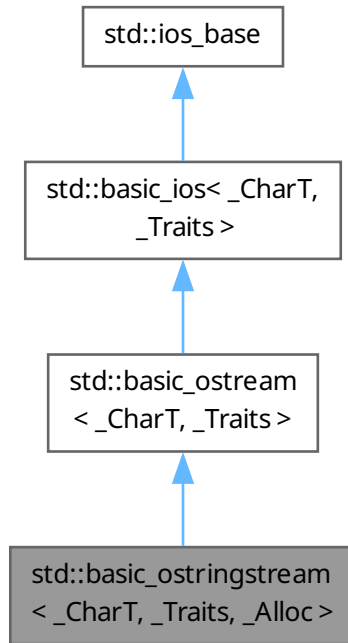 std::ios_base
std::basic_ios< _CharT,
_Traits >
std::basic_ostream
< _CharT, _Traits >
std::basic_ostringstream
< _CharT, _Traits, _Alloc >